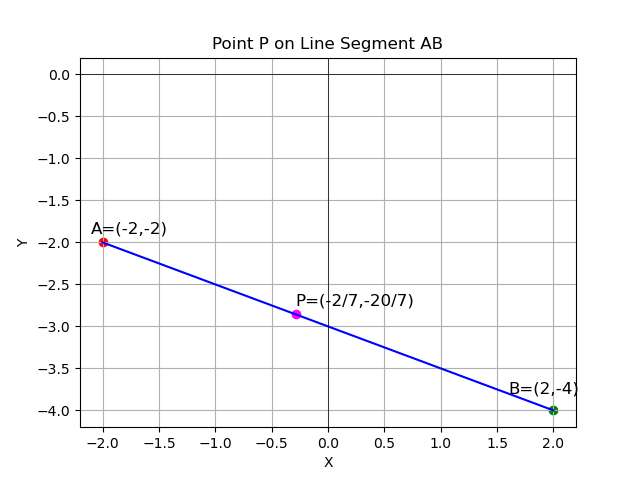 Point P on Line Segment AB
0.0
−0.5
−1.0
−1.5
A=(-2,-2)
−2.0
Y
−2.5
P=(-2/7,-20/7)
−3.0
−3.5
B=(2,-4)
−4.0
−2.0 −1.5 −1.0 −0.5 0.0 0.5 1.0 1.5 2.0
X